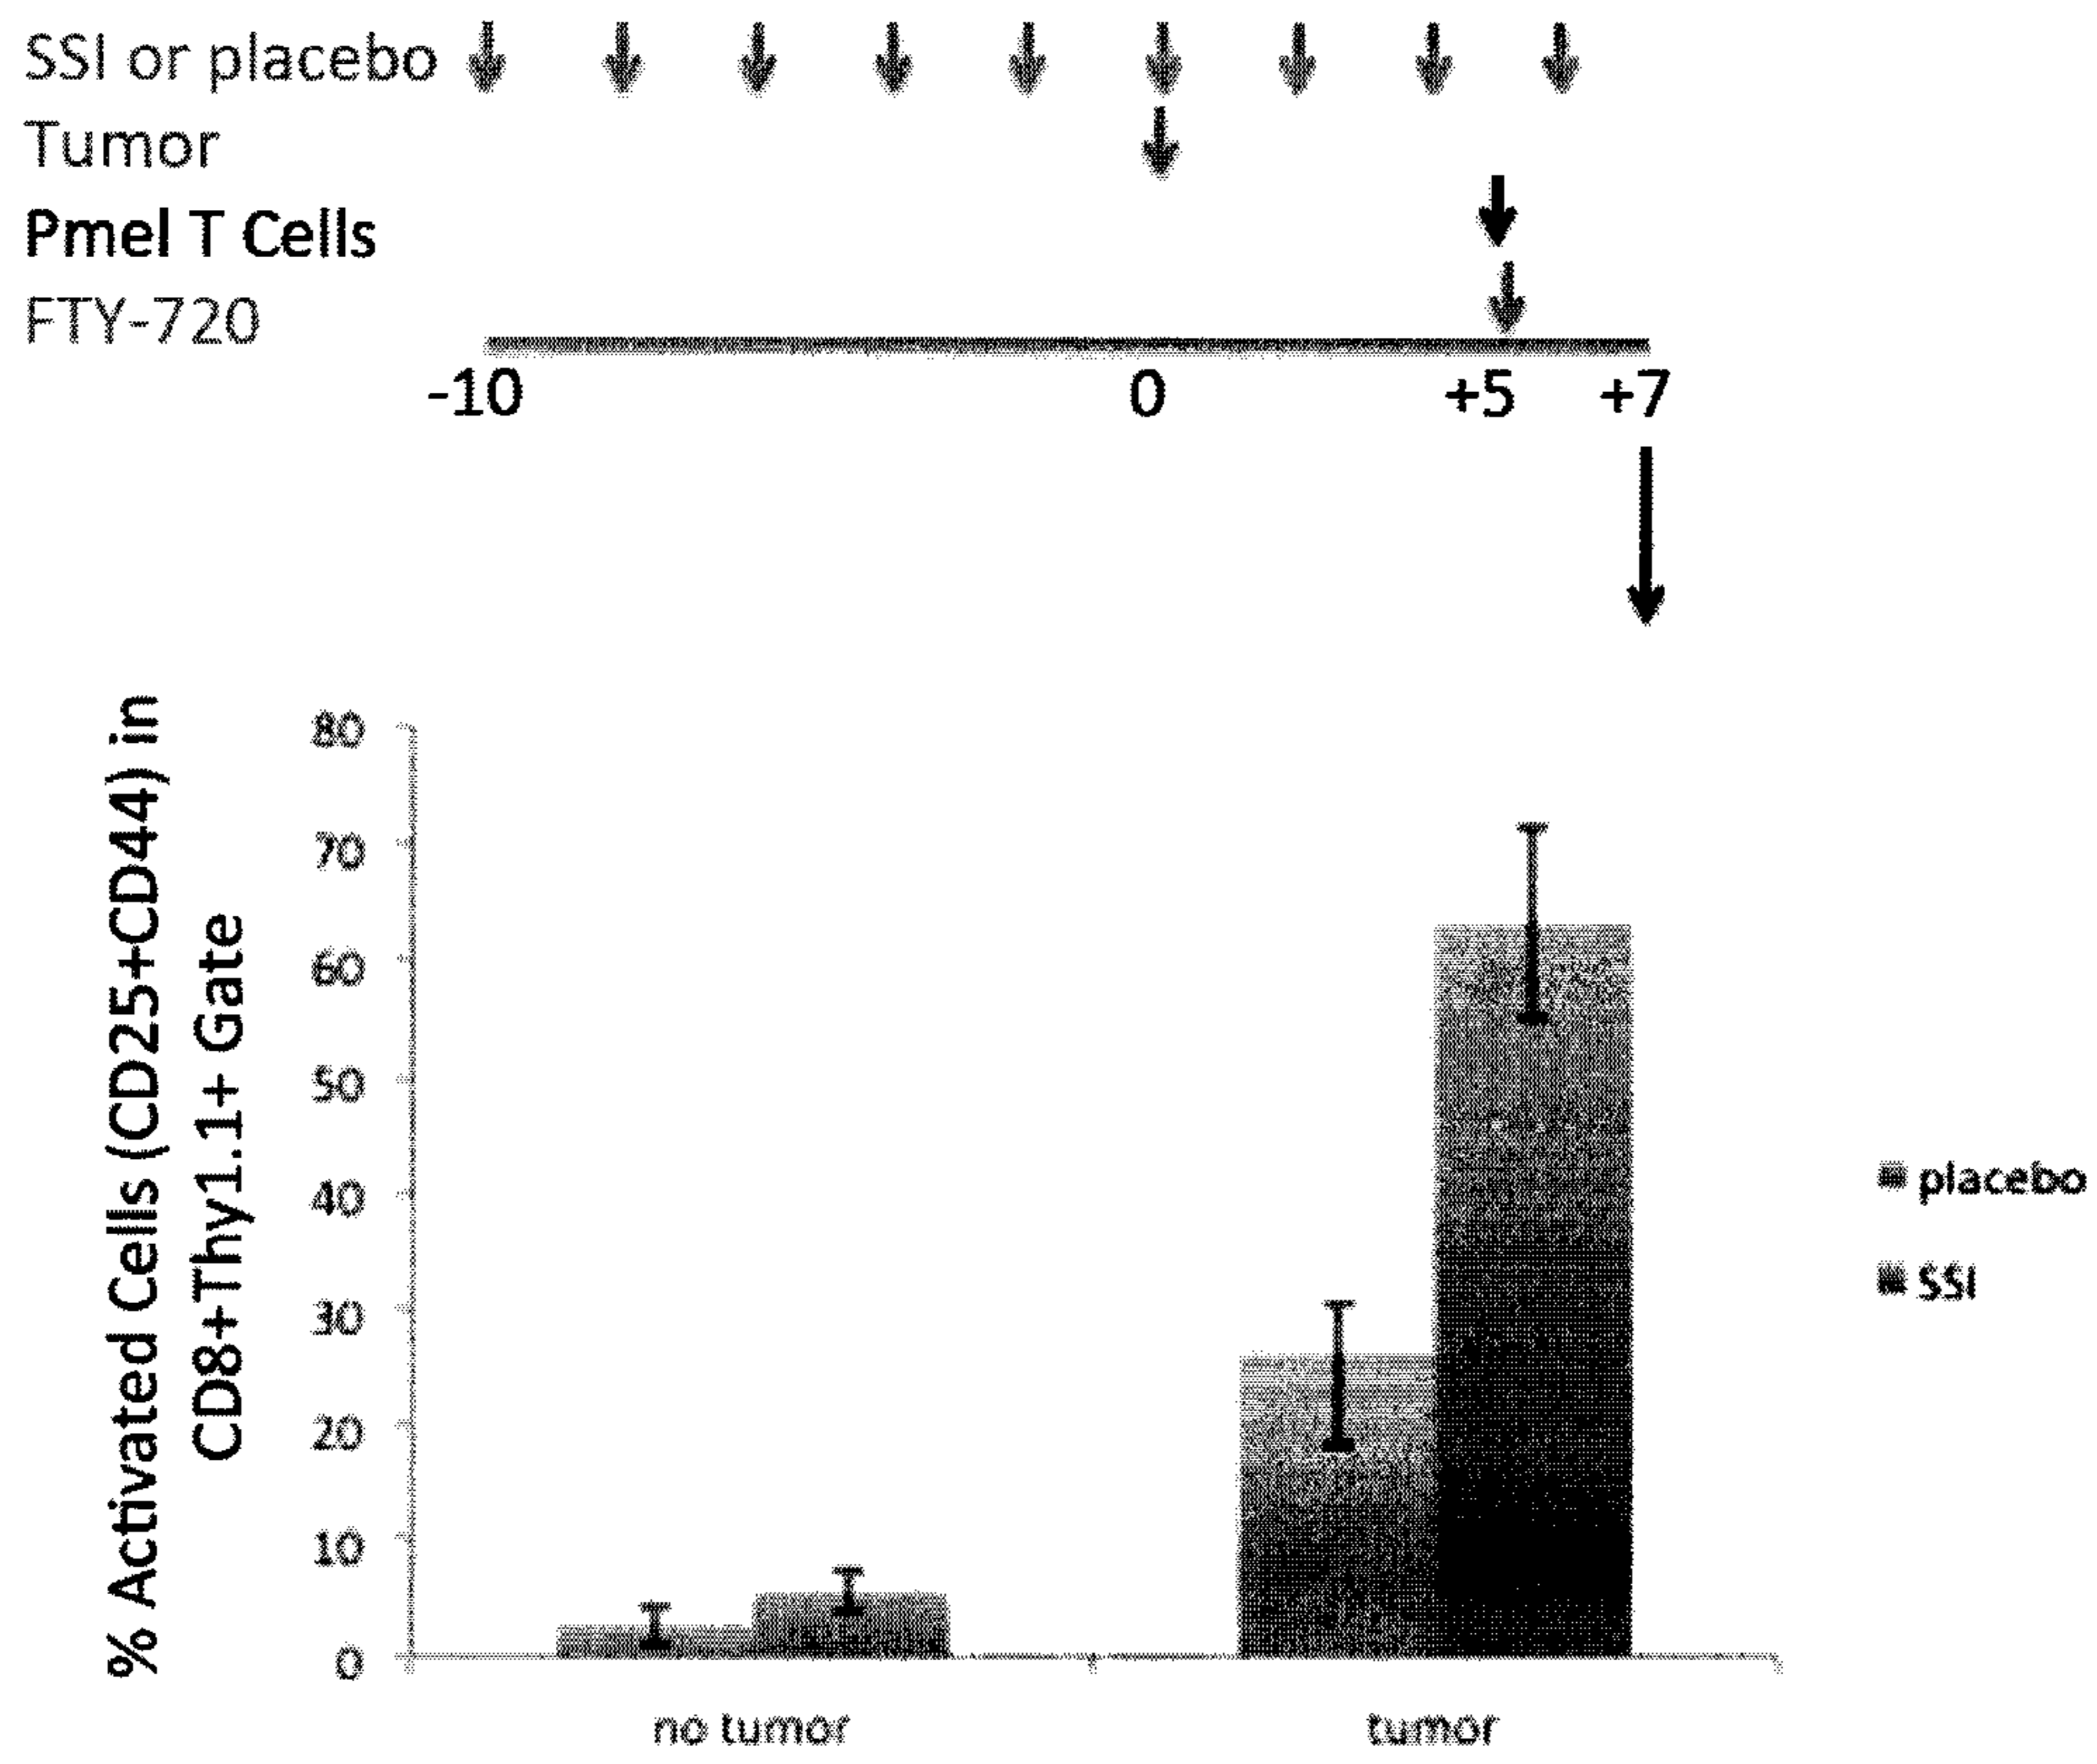 SSI or placebo
Tumor
Pmel T Cells
FTY-720
-10 0 +5 +7
% Activated Cells (CD25+CD44) in
CD8+Thy1.1+ Gate
80
70
60
50
40
30
20
10
0
no tumor tumor
placebo
SSI